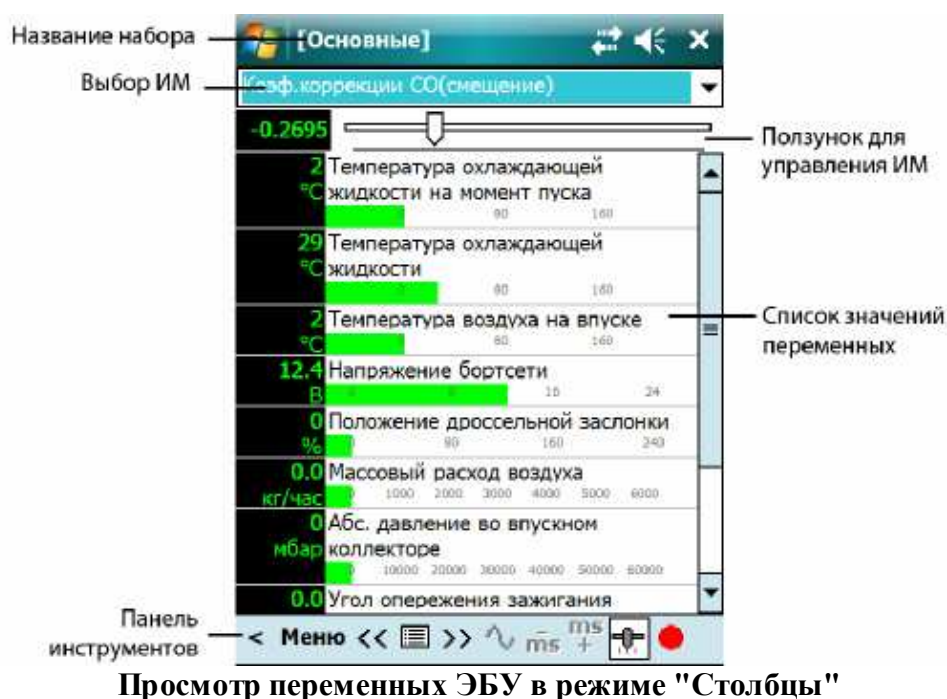 Название набора
[Основные]
Выбор ИМ
Коэф.коррекции СО(смещение)
-0.2695
Ползунок для
управления ИМ
2 Температура охлаждающей
°C жидкости на момент пуска
80 160
29 Температура охлаждающей
°C жидкости
0 80 160
2 Температура воздуха на впуске
°C
80 160
Список значений
переменных
12.4 Напряжение бортсети
В
16 24
0 Положение дроссельной заслонки
%
80 160 240
0.0 Массовый расход воздуха
кг/час
1000 2000 3000 4000 5000 6000
0 Абс. давление во впускном
мбар коллекторе
10000 20000 30000 40000 50000 60000
0.0 Угол опережения зажигания
Панель
инструментов
< Меню << >> ms ms +
Просмотр переменных ЭБУ в режиме "Столбцы"